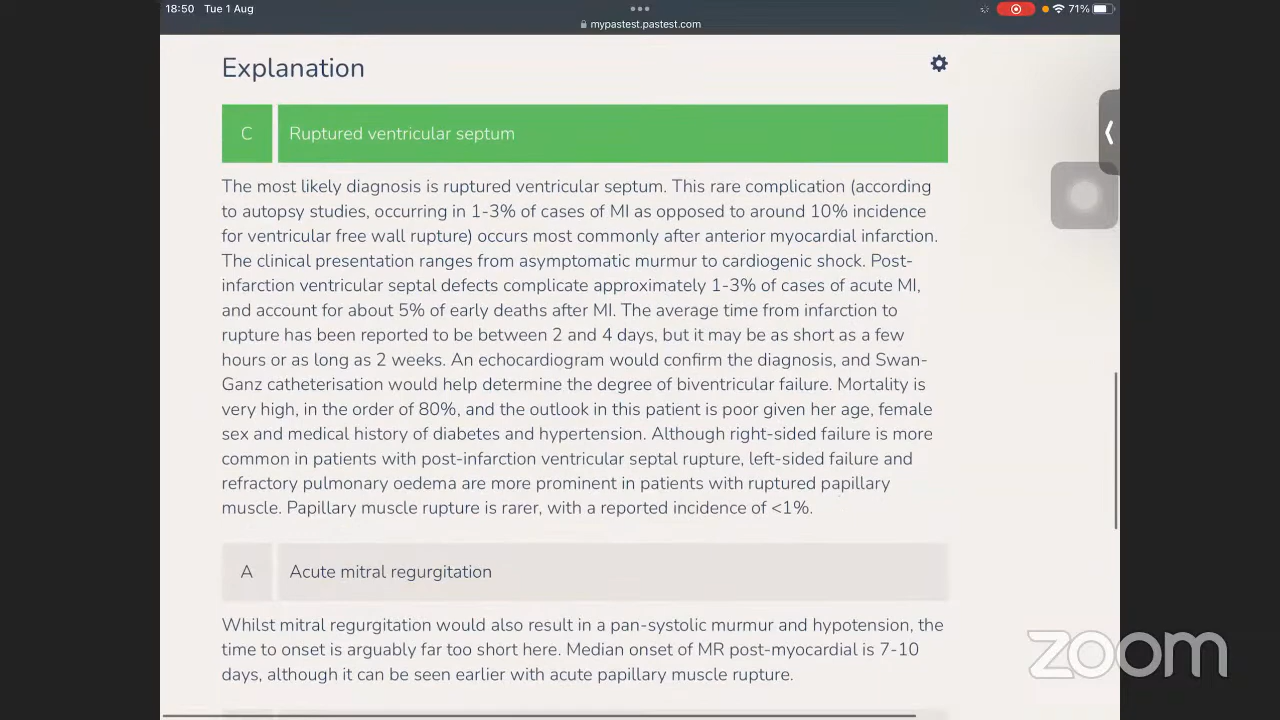 18:50 Tue 1 Aug
71%
mypastest.pastest.com
Explanation
C Ruptured ventricular septum
The most likely diagnosis is ruptured ventricular septum. This rare complication (according
to autopsy studies, occurring in 1-3% of cases of MI as opposed to around 10% incidence
for ventricular free wall rupture) occurs most commonly after anterior myocardial infarction.
The clinical presentation ranges from asymptomatic murmur to cardiogenic shock. Post-
infarction ventricular septal defects complicate approximately 1-3% of cases of acute MI,
and account for about 5% of early deaths after MI. The average time from infarction to
rupture has been reported to be between 2 and 4 days, but it may be as short as a few
hours or as long as 2 weeks. An echocardiogram would confirm the diagnosis, and Swan-
Ganz catheterisation would help determine the degree of biventricular failure. Mortality is
very high, in the order of 80%, and the outlook in this patient is poor given her age, female
sex and medical history of diabetes and hypertension. Although right-sided failure is more
common in patients with post-infarction ventricular septal rupture, left-sided failure and
refractory pulmonary oedema are more prominent in patients with ruptured papillary
muscle. Papillary muscle rupture is rarer, with a reported incidence of <1%.
A Acute mitral regurgitation
Whilst mitral regurgitation would also result in a pan-systolic murmur and hypotension, the
time to onset is arguably far too short here. Median onset of MR post-myocardial is 7-10
days, although it can be seen earlier with acute papillary muscle rupture.
zoom